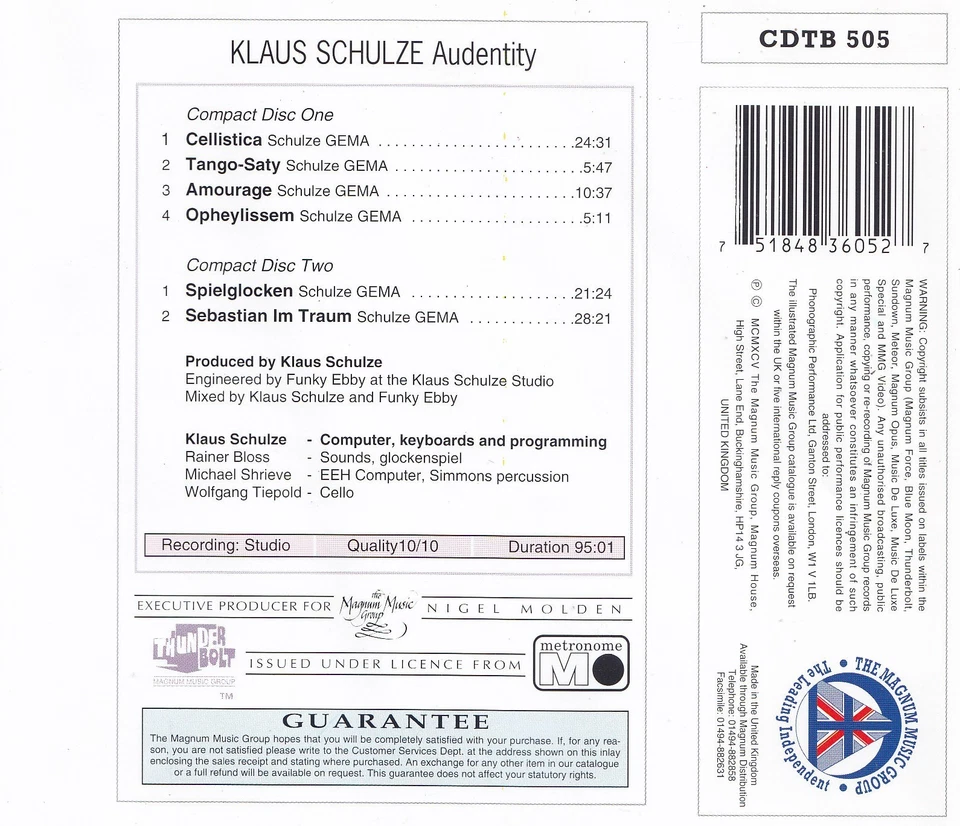 KLAUS SCHULZE Audentity
Compact Disc One
1 Cellistica Schulze GEMA ........................24:31
2 Tango-Saty Schulze GEMA .......................5:47
3 Amourage Schulze GEMA .......................10:37
4 Opheylissem Schulze GEMA .....................5:11
Compact Disc Two
1 Spielglocken Schulze GEMA ....................21:24
2 Sebastian Im Traum Schulze GEMA .............28:21
Produced by Klaus Schulze
Engineered by Funky Ebby at the Klaus Schulze Studio
Mixed by Klaus Schulze and Funky Ebby
Klaus Schulze - Computer, keyboards and programming
Rainer Bloss - Sounds, glockenspiel
Michael Shrieve - EEH Computer, Simmons percussion
Wolfgang Tiepold - Cello
Recording: Studio Quality10/10 Duration 95:01
EXECUTIVE PRODUCER FOR the Magnum Music Group NIGEL MOLDEN
THUNDER
BOLT
MAGNUM MUSIC GROUP
TM
ISSUED UNDER LICENCE FROM
metronome
M
GUARANTEE
The Magnum Music Group hopes that you will be completely satisfied with your purchase. If, for any rea-
son, you are not satisfied please write to the Customer Services Dept. at the address shown on this inlay
enclosing the sales receipt and stating where purchased. An exchange for any other item in our catalogue
or a full refund will be available on request. This guarantee does not affect your statutory rights.
CDTB 505
7 51848 36052 7
WARNING: Copyright subsists in all titles issued on labels within the
Magnum Music Group (Magnum Force, Blue Moon, Thunderbolt,
Sundown, Meteor, Magnum Opus, Music De Luxe, Music De Luxe
Special and MMG Video). Any unauthorised broadcasting, public
performance, copying or re-recording of Magnum Music Group records
in any manner whatsoever constitutes an infringement of such
copyright. Application for public performance licences should be
addressed to:
Phonographic Performance Ltd, Ganton Street, London, W1 V 1LB.
The illustrated Magnum Music Group catalogue is available on request
within the UK or five international reply coupons overseas.
℗ © MCMXCV The Magnum Music Group, Magnum House,
High Street, Lane End, Buckinghamshire, HP14 3 JG,
UNITED KINGDOM
THE MAGNUM MUSIC GROUP
The Leading Independent
Made in the United Kingdom
Available through Magnum Distribution
Telephone: 01494-882858
Facsimile: 01494-882631